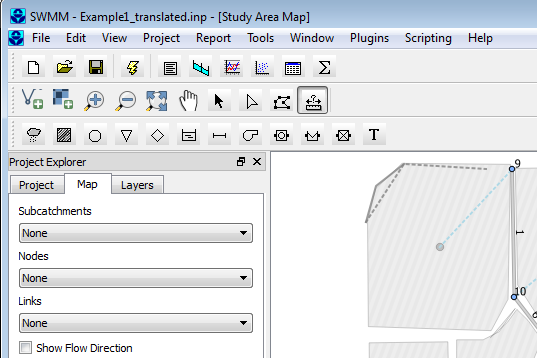 SWMM - Example1_translated.inp - [Study Area Map]
File Edit View Project Report Tools Window Plugins Scripting Help
Σ
T
Project Explorer
Project Map Layers
Subcatchments
None
Nodes
None
Links
None
Show Flow Direction
9
1
10